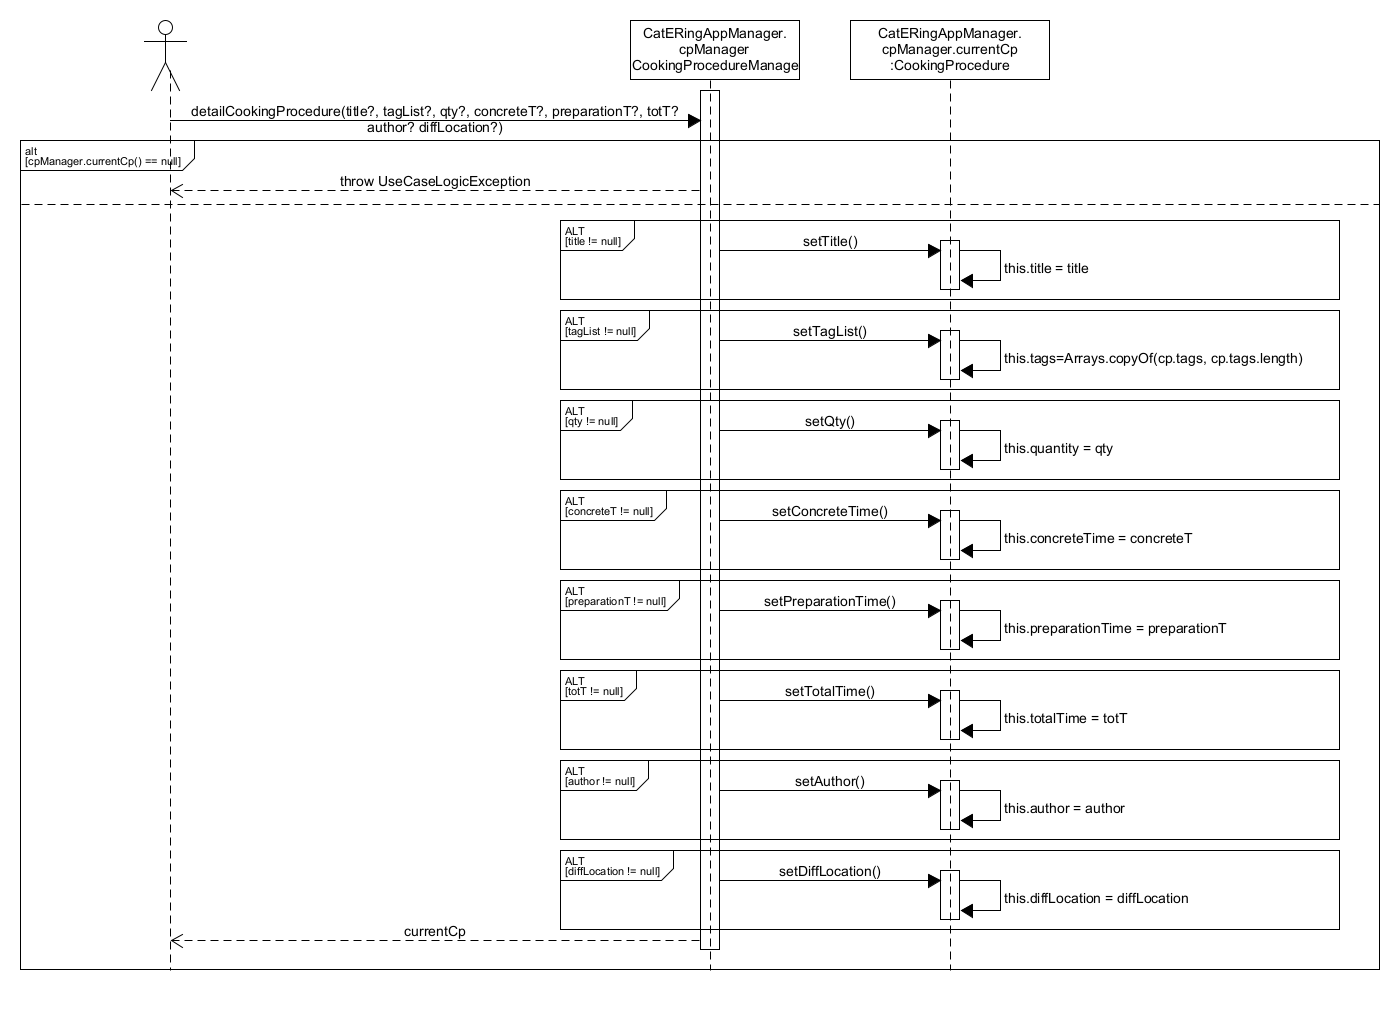 CatERingAppManager.
cpManager
CookingProcedureManage
CatERingAppManager.
cpManager.currentCp
:CookingProcedure
detailCookingProcedure(title?, tagList?, qty?, concreteT?, preparationT?, totT?
author? diffLocation?)
alt
[cpManager.currentCp() == null]
throw UseCaseLogicException
ALT
[title != null]
setTitle()
this.title = title
ALT
[tagList != null]
setTagList()
this.tags=Arrays.copyOf(cp.tags, cp.tags.length)
ALT
[qty != null]
setQty()
this.quantity = qty
ALT
[concreteT != null]
setConcreteTime()
this.concreteTime = concreteT
ALT
[preparationT != null]
setPreparationTime()
this.preparationTime = preparationT
ALT
[totT != null]
setTotalTime()
this.totalTime = totT
ALT
[author != null]
setAuthor()
this.author = author
ALT
[diffLocation != null]
setDiffLocation()
this.diffLocation = diffLocation
currentCp